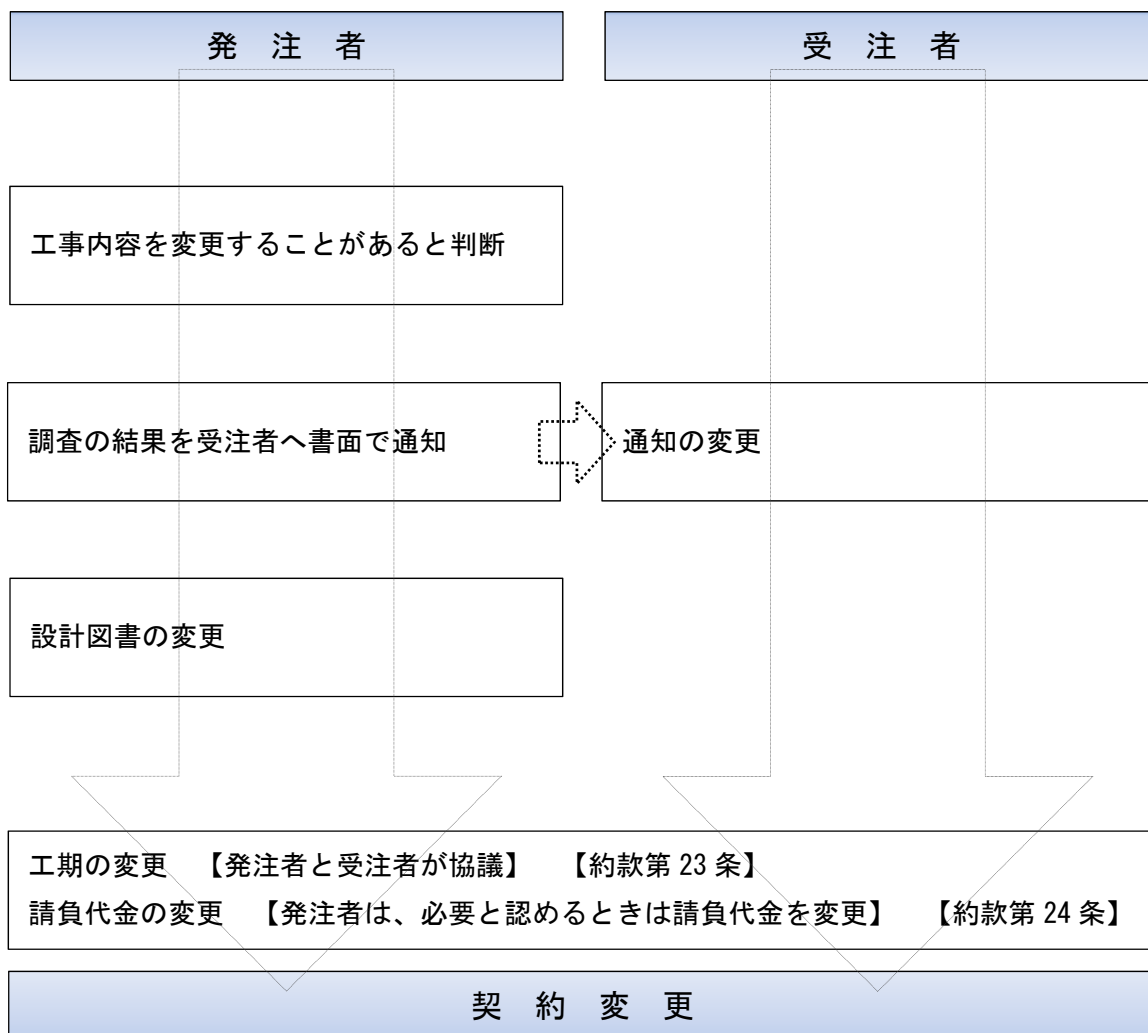 発 注 者
受 注 者
工事内容を変更することがあると判断
調査の結果を受注者へ書面で通知
通知の変更
設計図書の変更
工期の変更 【発注者と受注者が協議】 【約款第 23 条】
請負代金の変更 【発注者は、必要と認めるときは請負代金を変更】 【約款第 24 条】
契 約 変 更